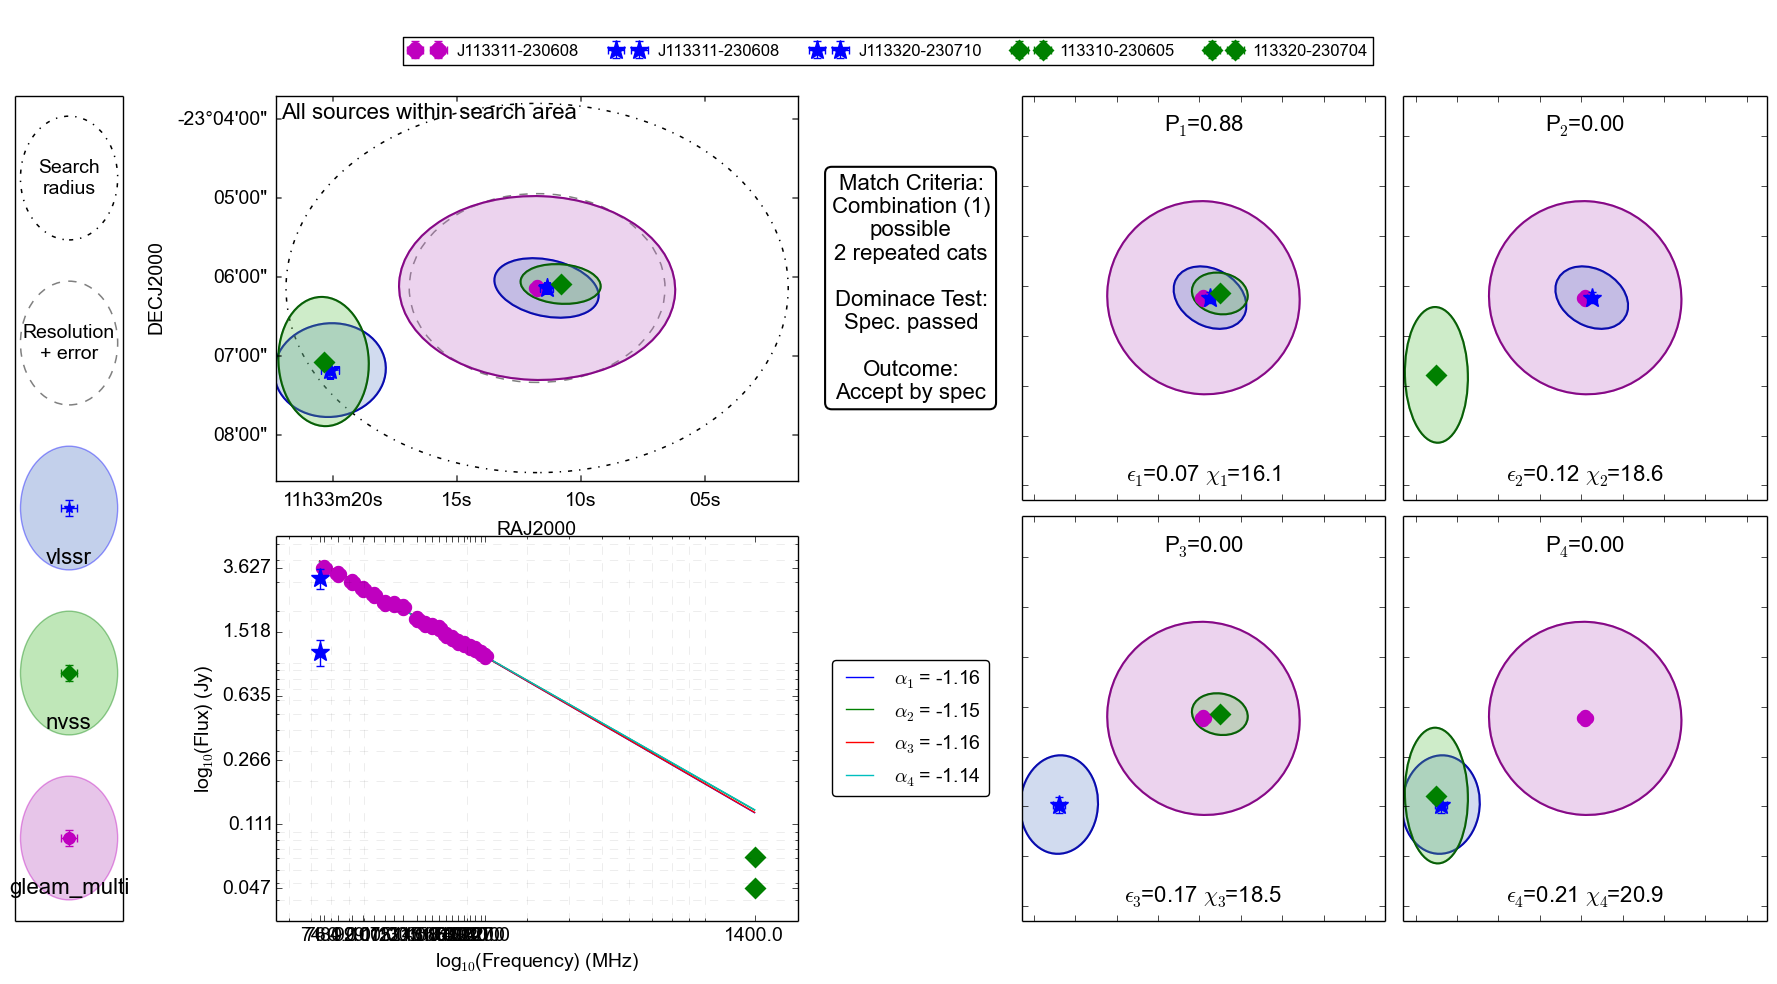 J113311-230608 J113311-230608 J113320-230710 113310-230605 113320-230704
Search
radius
Resolution
+ error
vlssr
nvss
gleam_multi
All sources within search area
-23°04'00"
05'00"
06'00"
07'00"
08'00"
DECJ2000
11h33m20s 15s 10s 05s
RAJ2000
Match Criteria:
Combination (1)
possible
2 repeated cats
Dominace Test:
Spec. passed
Outcome:
Accept by spec
P1=0.88
ϵ1=0.07 χ1=16.1
P2=0.00
ϵ2=0.12 χ2=18.6
3.627
1.518
0.635
0.266
0.111
0.047
log10(Flux) (Jy)
1400.0
log10(Frequency) (MHz)
α1 = -1.16
α2 = -1.15
α3 = -1.16
α4 = -1.14
P3=0.00
ϵ3=0.17 χ3=18.5
P4=0.00
ϵ4=0.21 χ4=20.9